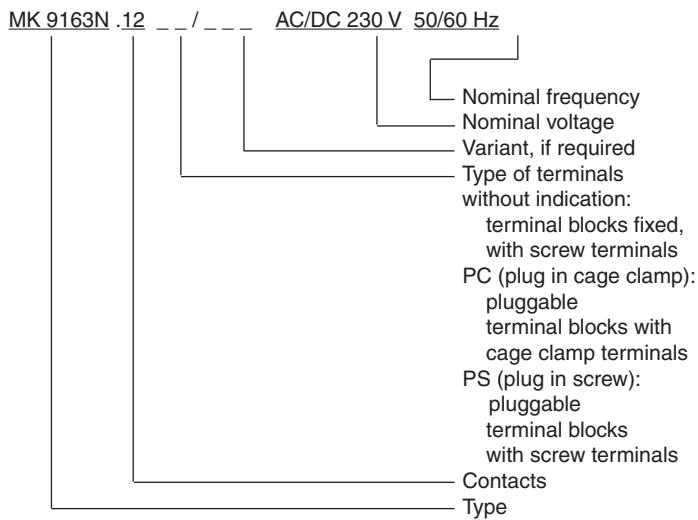 MK 9163N .12 _ _ / _ _ _ AC/DC 230 V 50/60 Hz
Nominal frequency
Nominal voltage
Variant, if required
Type of terminals
without indication:
terminal blocks fixed,
with screw terminals
PC (plug in cage clamp):
pluggable
terminal blocks with
cage clamp terminals
PS (plug in screw):
pluggable
terminal blocks
with screw terminals
Contacts
Type